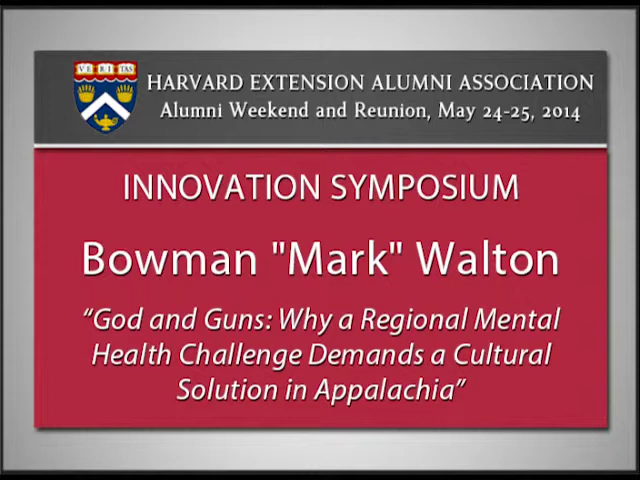 VE RI TAS
HARVARD EXTENSION ALUMNI ASSOCIATION
Alumni Weekend and Reunion, May 24-25, 2014
INNOVATION SYMPOSIUM
Bowman "Mark" Walton
“God and Guns: Why a Regional Mental
Health Challenge Demands a Cultural
Solution in Appalachia”